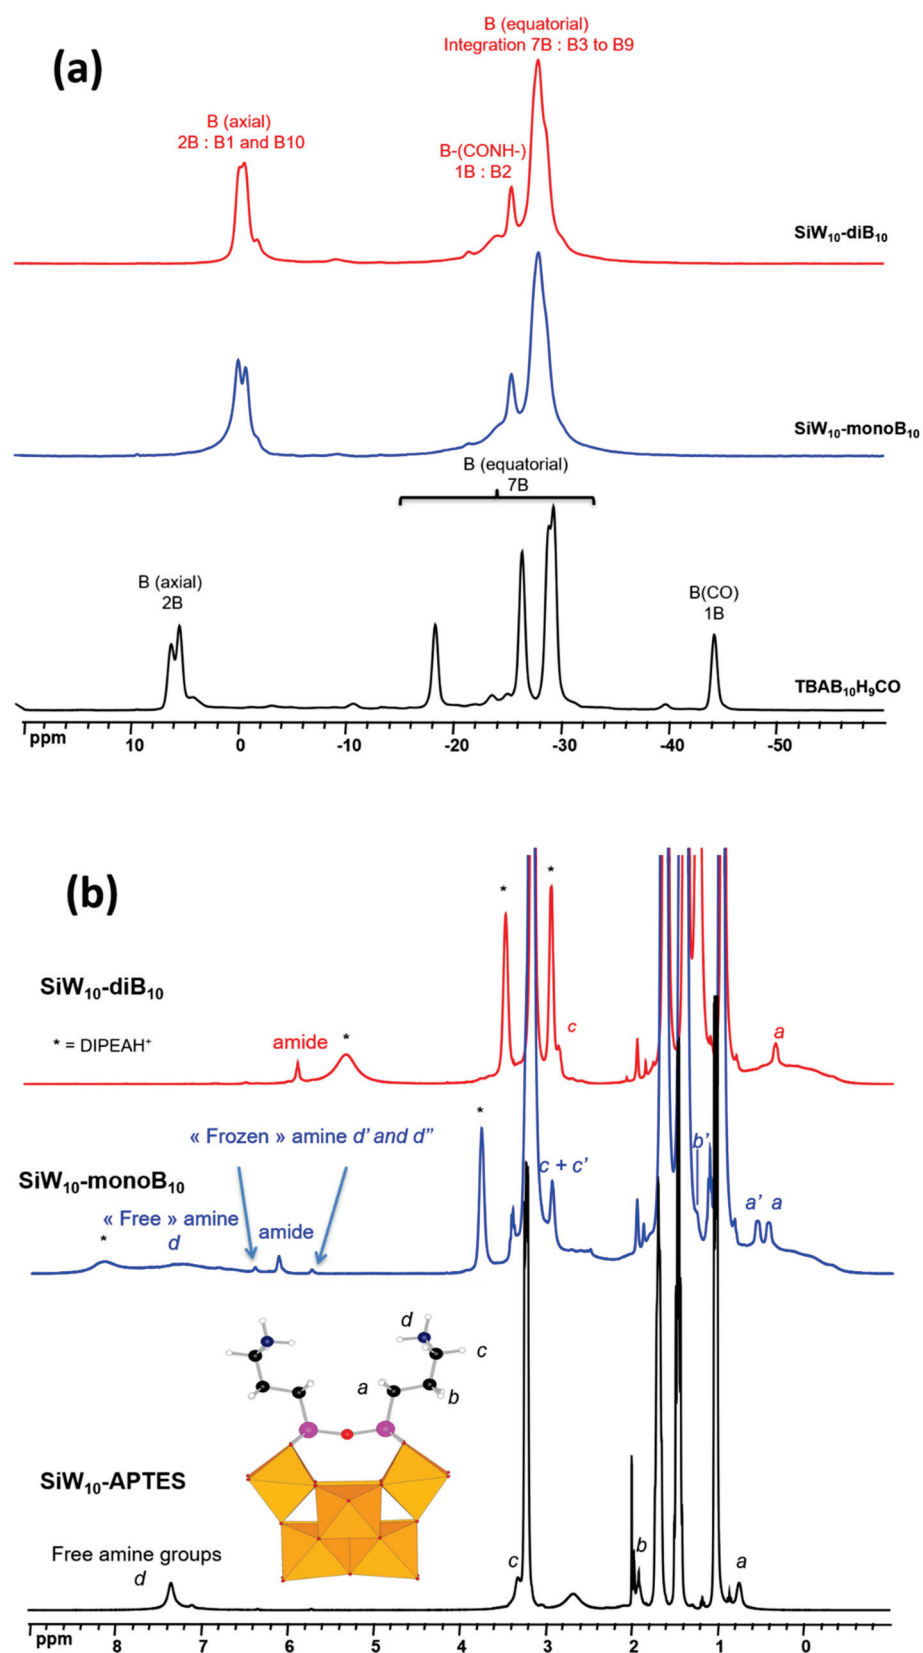 (a)
B (equatorial)
Integration 7B : B3 to B9
B (axial)
2B : B1 and B10
B-(CONH-)
1B : B2
SiW10-diB10
SiW10-monoB10
B (equatorial)
7B
B (axial)
2B
B(CO)
1B
TBAB10H9CO
ppm 10 0 -10 -20 -30 -40 -50
(b)
* *
SiW10-diB10
* = DIPEAH+
amide * c a
« Frozen » amine d' and d"
*
SiW10-monoB10
c + c' b'
« Free » amine
* d amide
a' a
d
c
a b
SiW10-APTES
Free amine groups
d
c b a
ppm 8 7 6 5 4 3 2 1 0